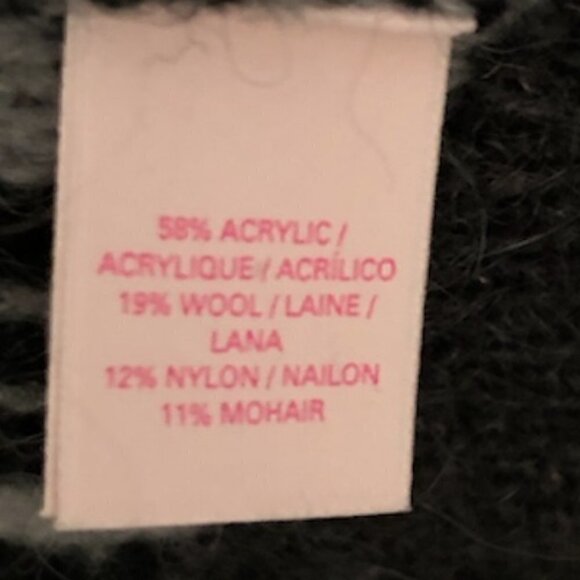 58% ACRYLIC /
ACRYLIQUE / ACRÍLICO
19% WOOL / LAINE /
LANA
12% NYLON / NAILON
11% MOHAIR